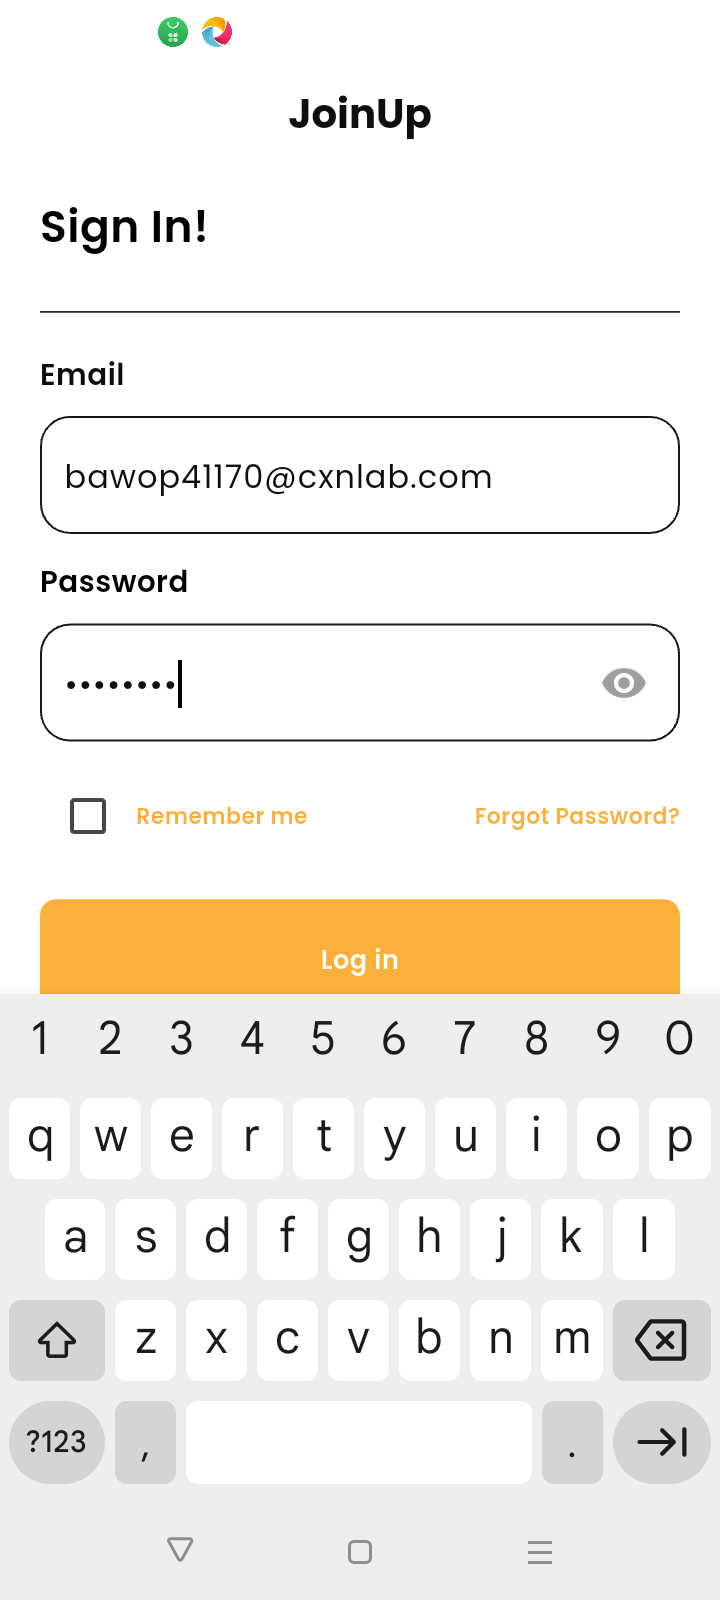 JoinUp
Sign In!
Email
bawop41170@cxnlab.com
Password
••••••••
Remember me Forgot Password?
Log in
1 2 3 4 5 6 7 8 9 0
q w e r t y u i o p
a s d f g h j k l
z x c v b n m
?123 , .